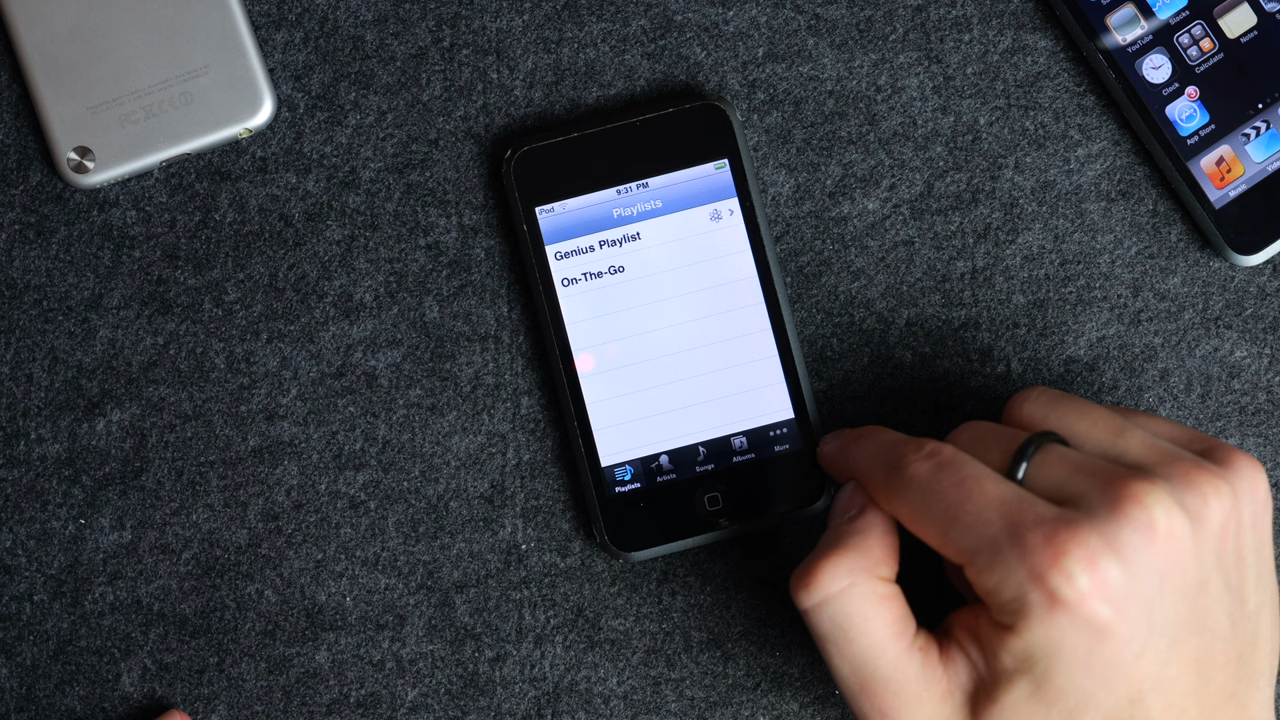 iPod
9:31 PM
Playlists
Genius Playlist
On-The-Go
Playlists
Artists
Songs
Albums
More
YouTube
Stocks
Notes
Clock
Calculator
3
App Store
Music